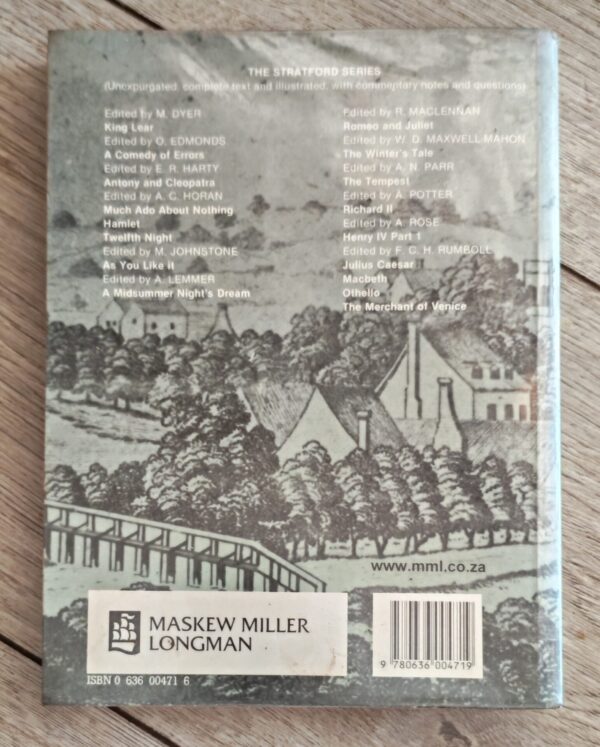 THE STRATFORD SERIES
(Unexpurgated, complete text and illustrated, with commentary notes and questions)
Edited by M. DYER
King Lear
Edited by O. EDMONDS
A Comedy of Errors
Edited by E. R. HARTY
Antony and Cleopatra
Edited by A. C. HORAN
Much Ado About Nothing
Hamlet
Twelfth Night
Edited by M. JOHNSTONE
As You Like it
Edited by A. LEMMER
A Midsummer Night's Dream
Edited by R. MACLENNAN
Romeo and Juliet
Edited by W. D. MAXWELL-MAHON
The Winter's Tale
Edited by A. N. PARR
The Tempest
Edited by A. POTTER
Richard II
Edited by A. ROSE
Henry IV Part 1
Edited by F. C. H. RUMBOLL
Julius Caesar
Macbeth
Othello
The Merchant of Venice
www.mml.co.za
MASKEW MILLER
LONGMAN
9 780636 004719
ISBN 0 636 00471 6